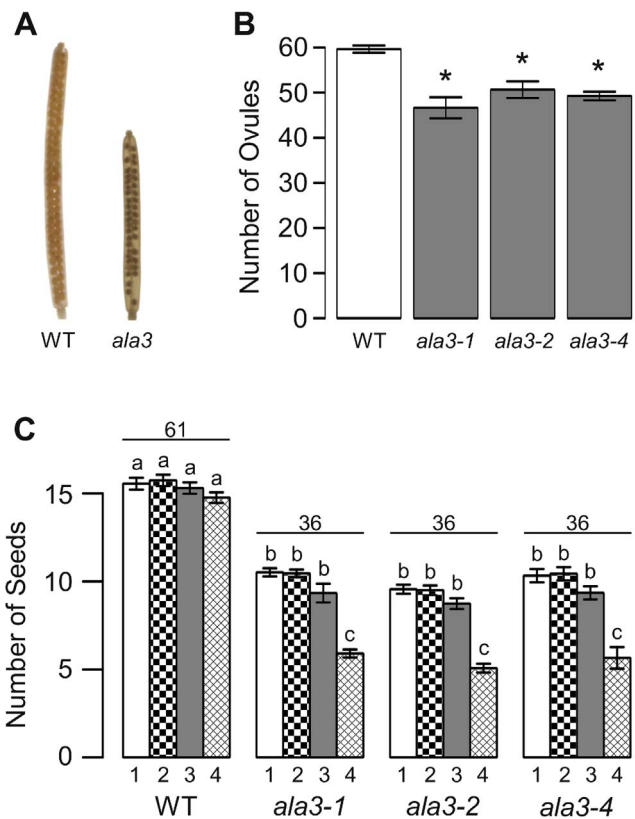 A
WT
ala3
B
Number of Ovules
60
50
40
30
20
10
0
*
*
*
WT
ala3-1
ala3-2
ala3-4
C
Number of Seeds
15
10
5
0
61
a
a
a
a
36
b
b
b
c
36
b
b
b
c
36
b
b
b
c
1 2 3 4
1 2 3 4
1 2 3 4
1 2 3 4
WT
ala3-1
ala3-2
ala3-4